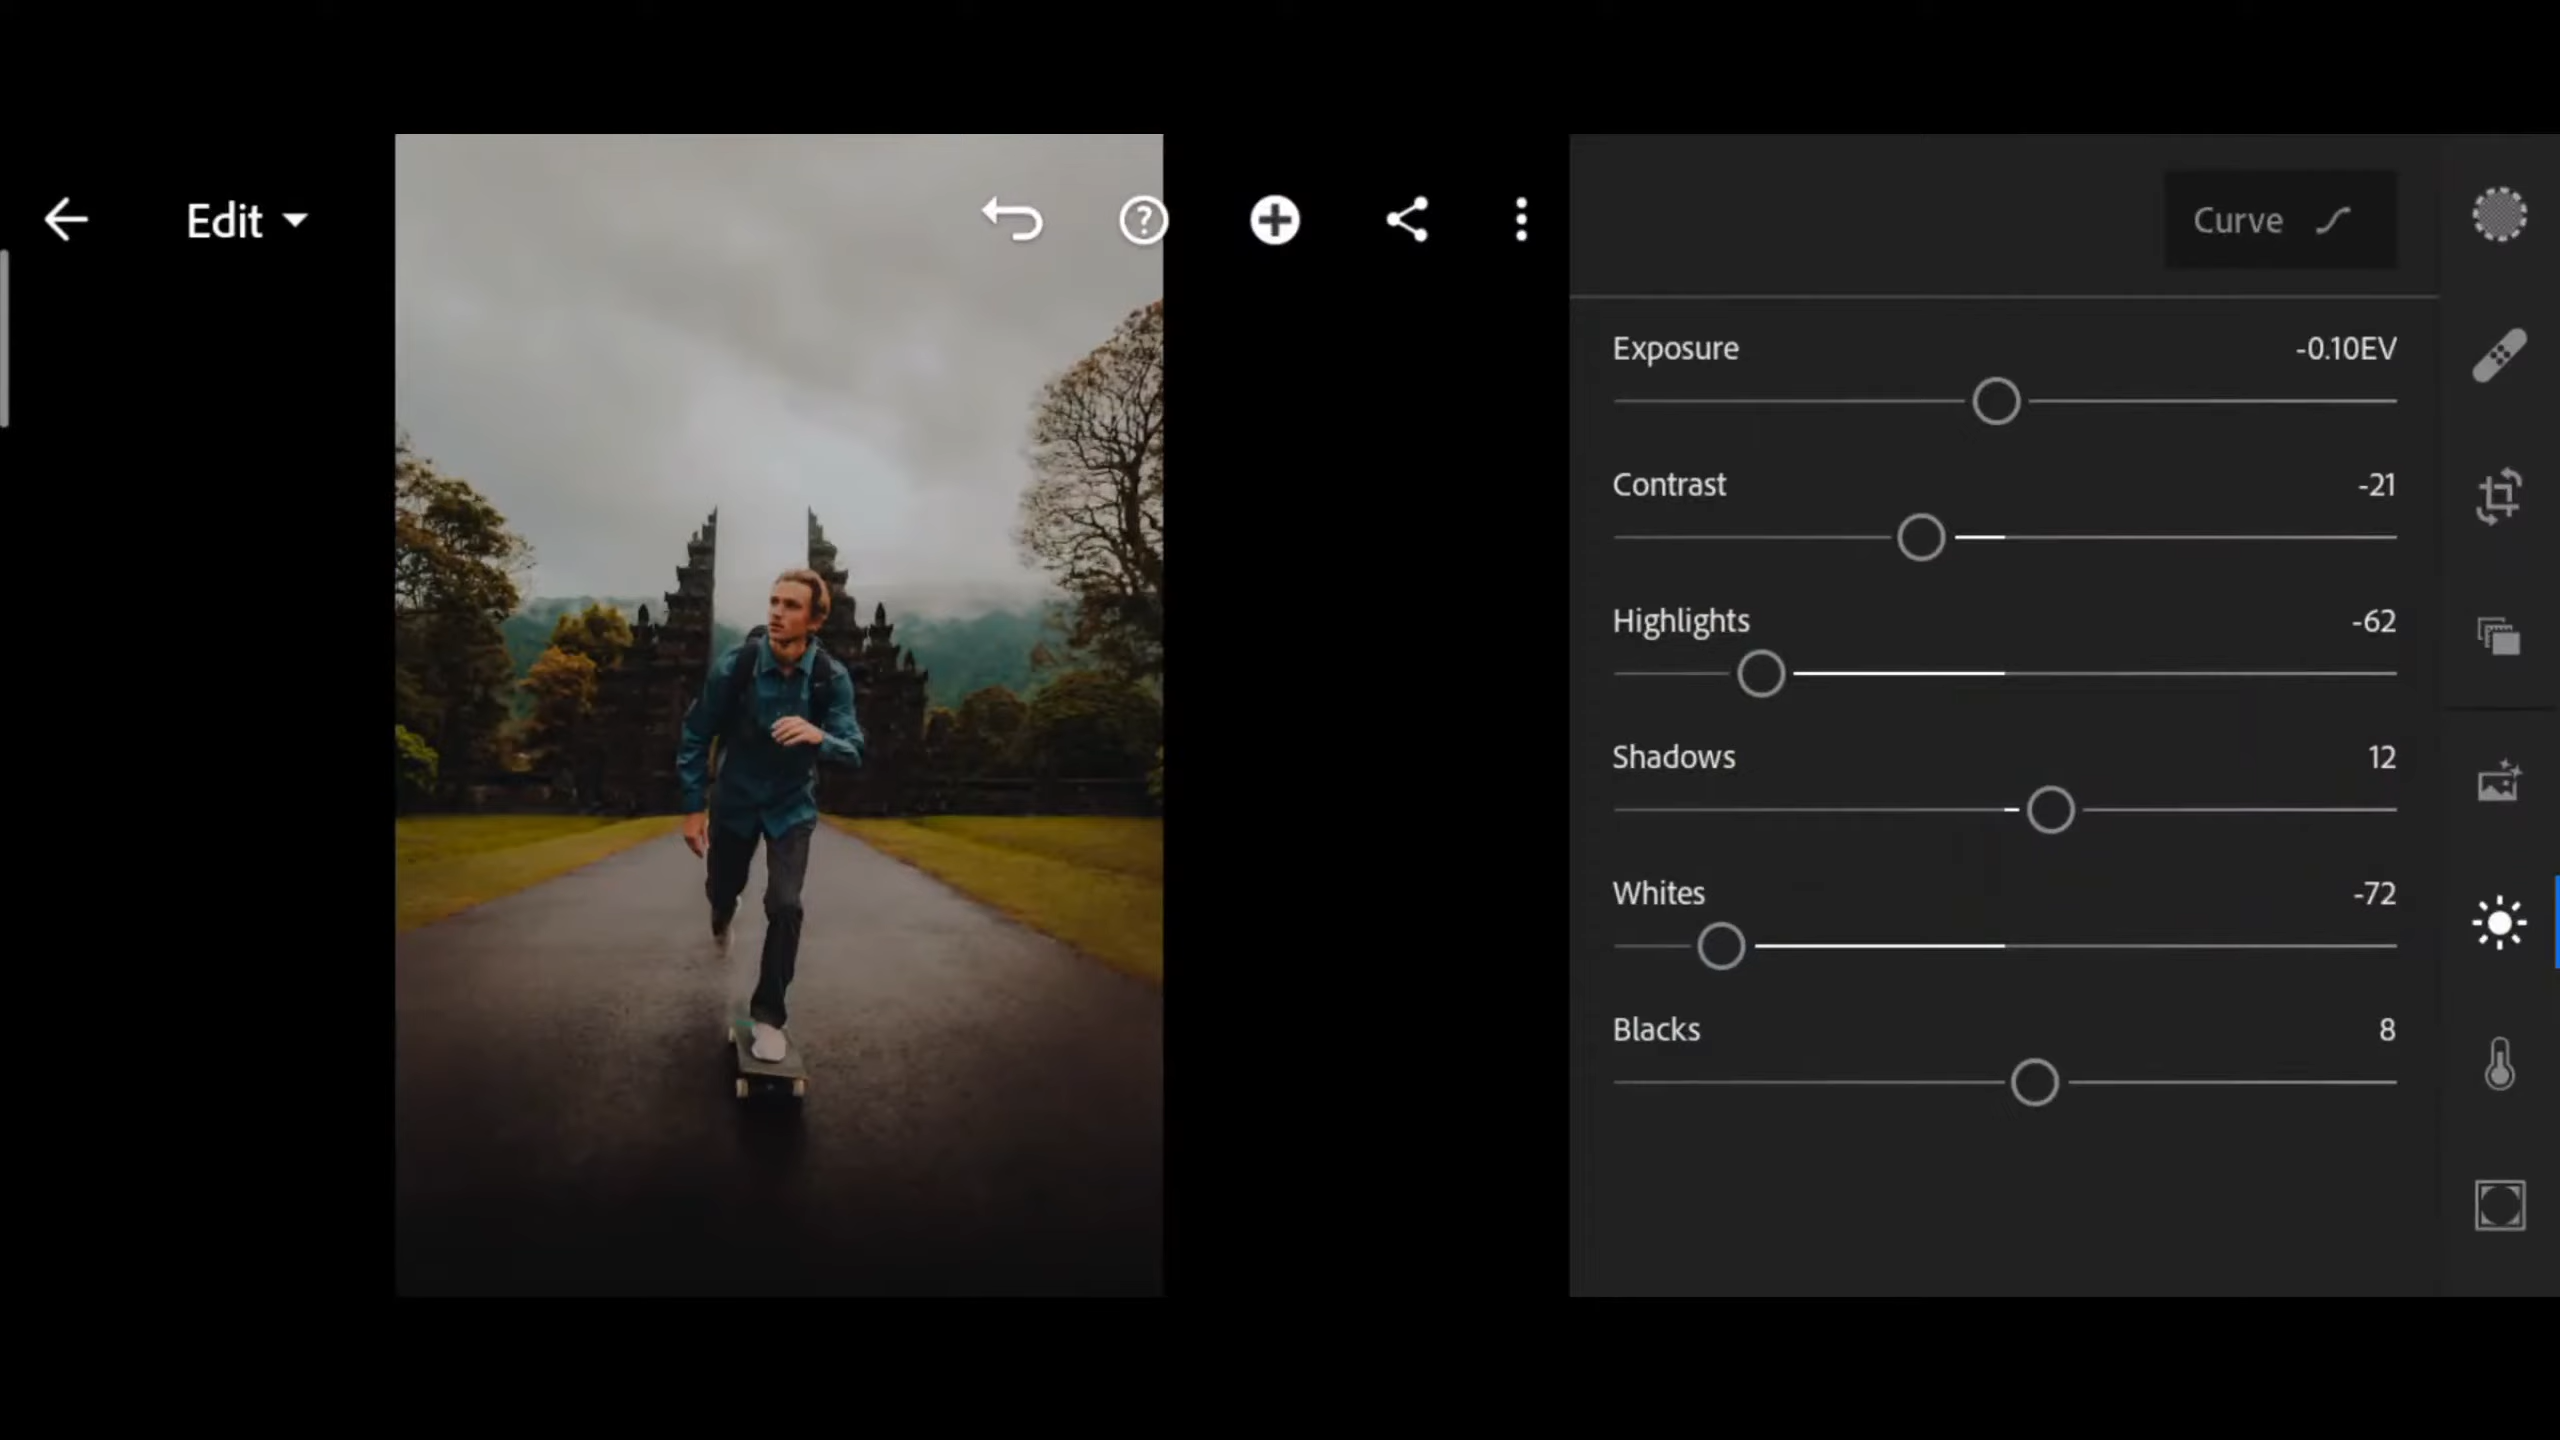 Edit
Curve
Exposure -0.10EV
Contrast -21
Highlights -62
Shadows 12
Whites -72
Blacks 8